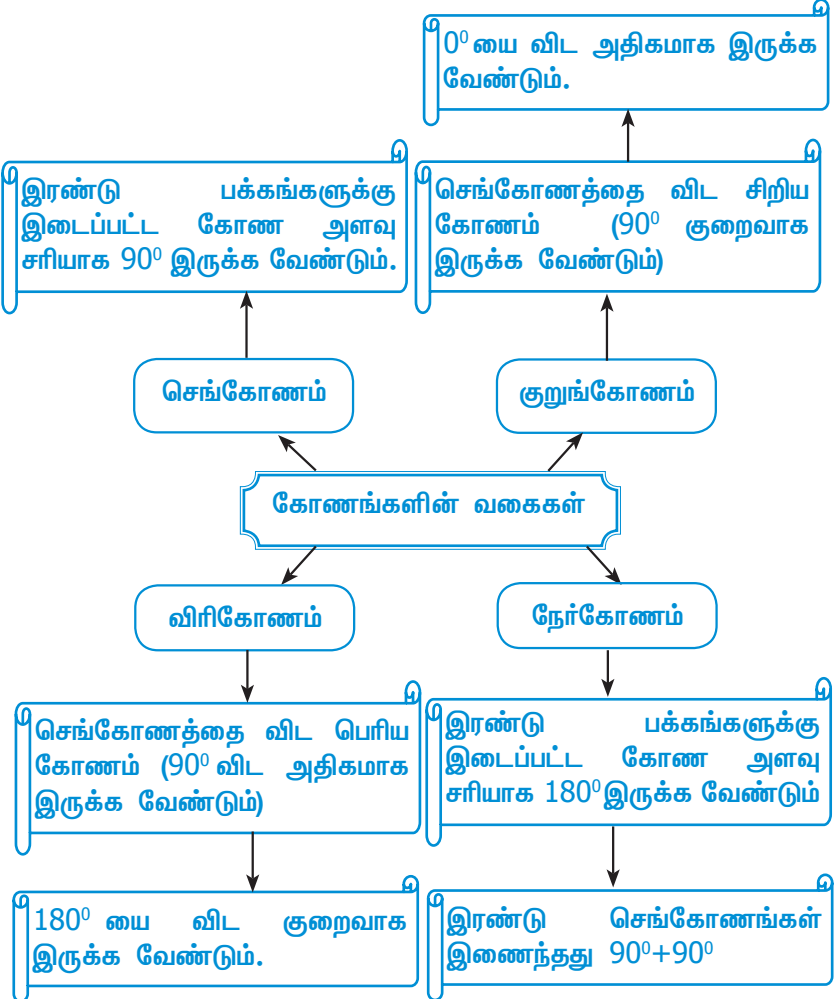 0⁰ யை விட அதிகமாக இருக்க
வேண்டும்.
இரண்டு பக்கங்களுக்கு
இடைப்பட்ட கோண அளவு
சரியாக 90⁰ இருக்க வேண்டும்.
செங்கோணத்தை விட சிறிய
கோணம் (90⁰ குறைவாக
இருக்க வேண்டும்)
செங்கோணம்
குறுங்கோணம்
கோணங்களின் வகைகள்
விரிகோணம்
நேர்கோணம்
செங்கோணத்தை விட பெரிய
கோணம் (90⁰ விட அதிகமாக
இருக்க வேண்டும்)
இரண்டு பக்கங்களுக்கு
இடைப்பட்ட கோண அளவு
சரியாக 180⁰ இருக்க வேண்டும்
180⁰ யை விட குறைவாக
இருக்க வேண்டும்.
இரண்டு செங்கோணங்கள்
இணைந்தது 90⁰+90⁰